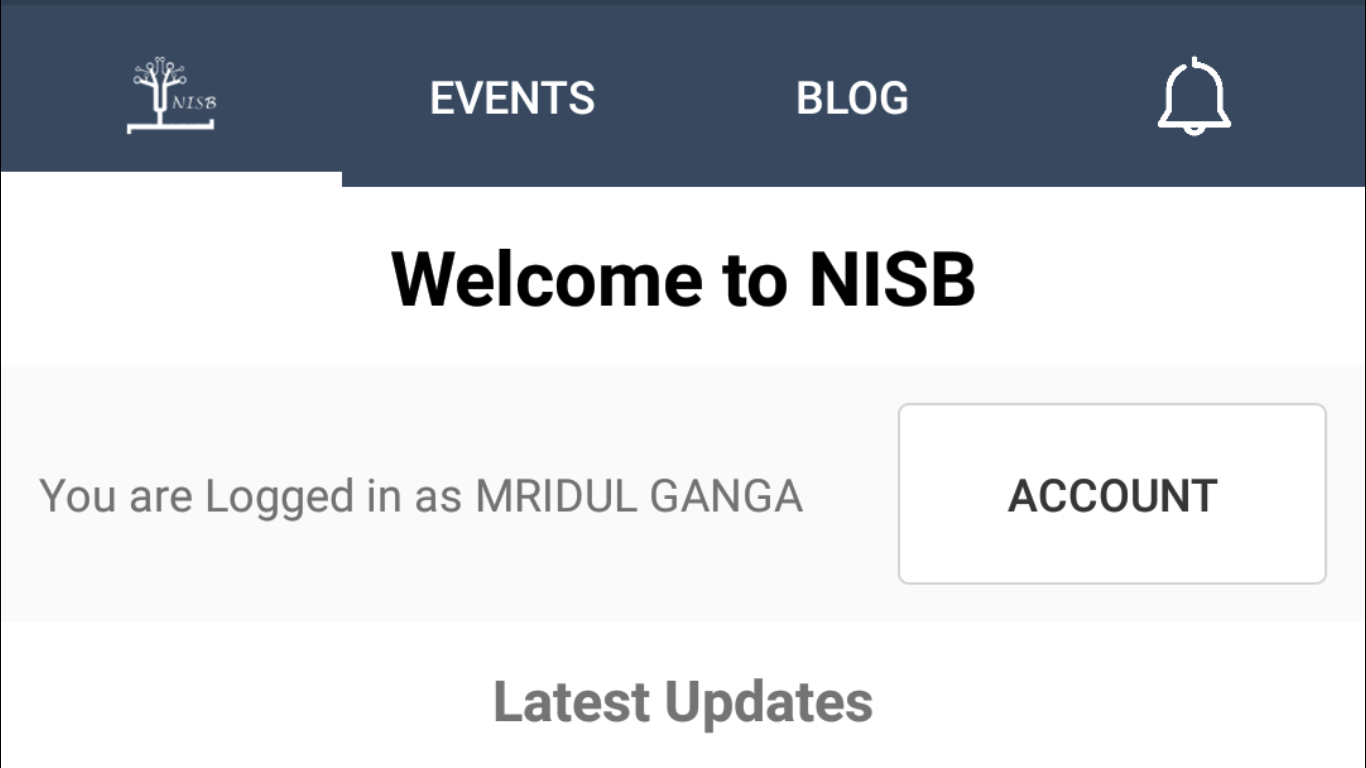 NISB
EVENTS
BLOG
Welcome to NISB
You are Logged in as MRIDUL GANGA
ACCOUNT
Latest Updates